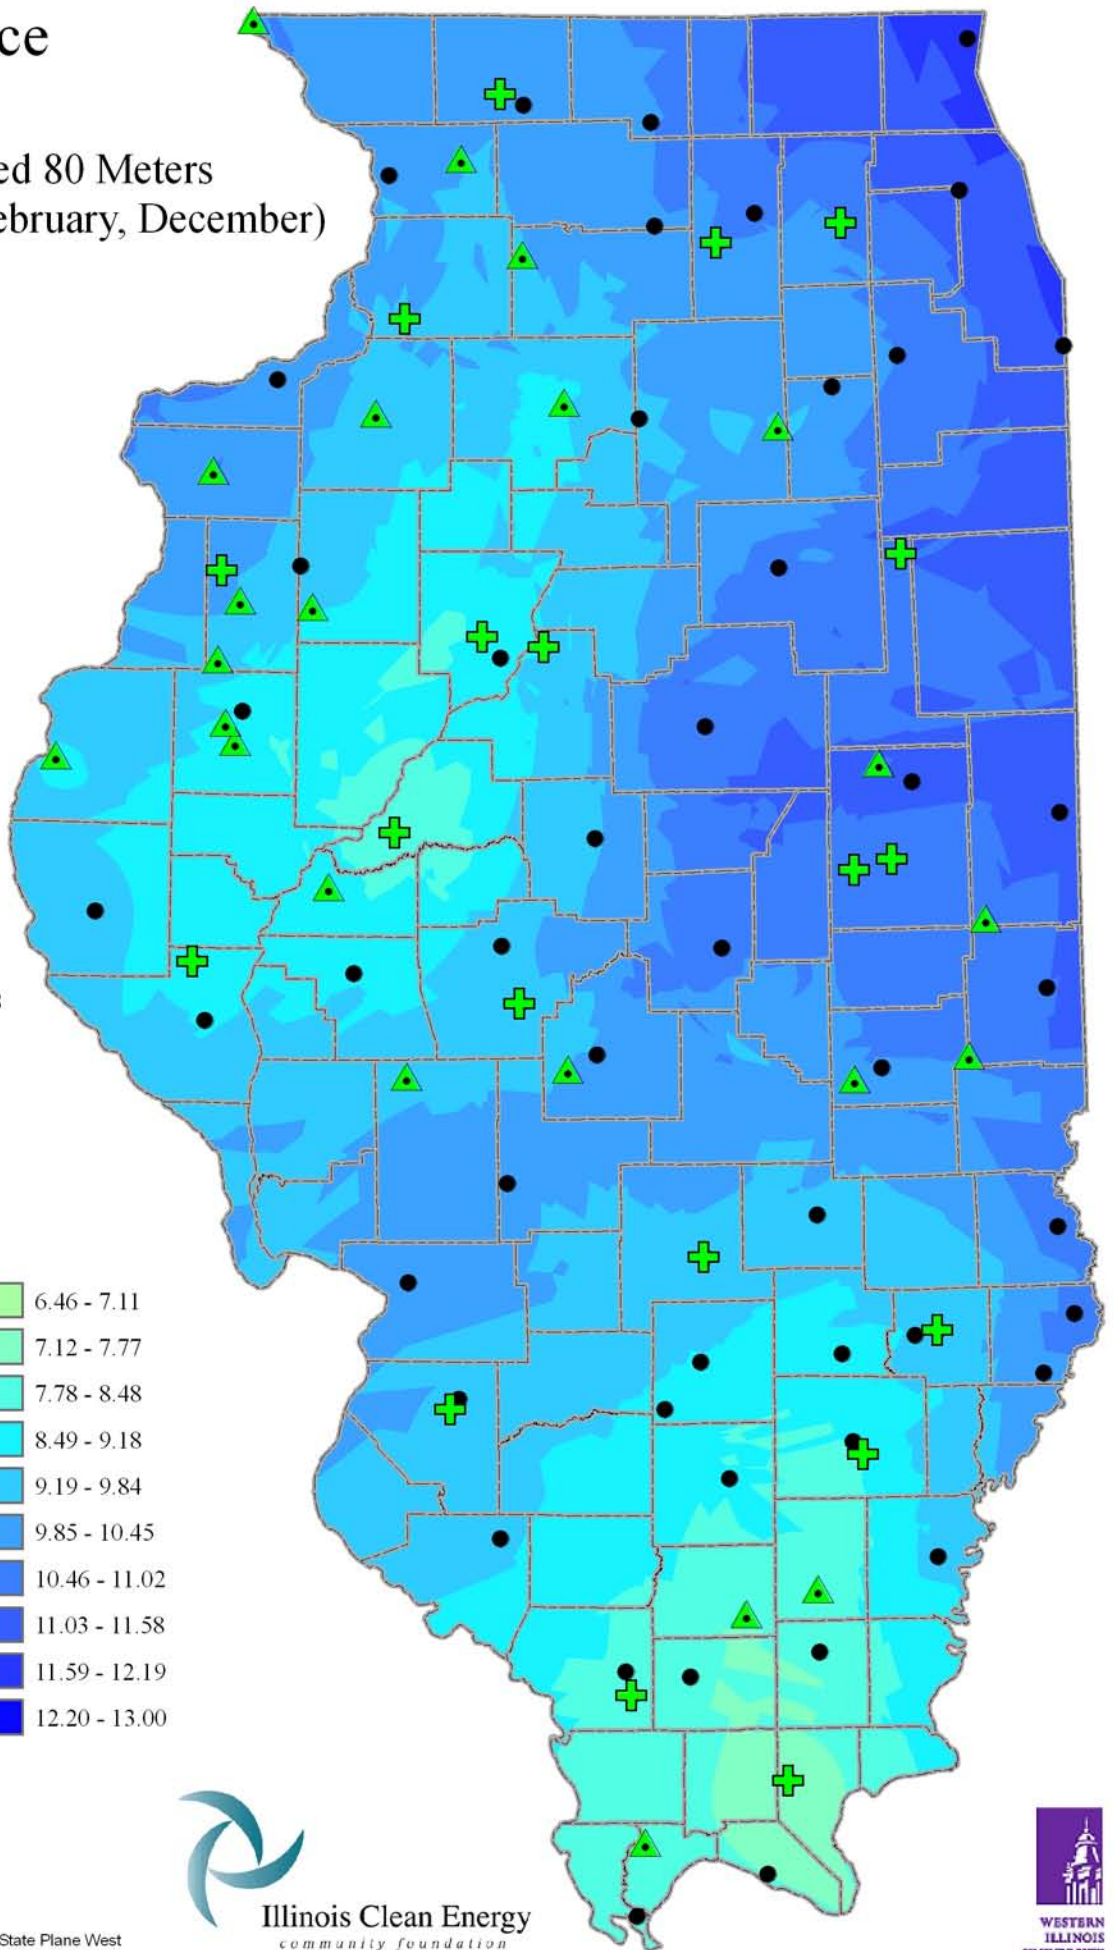 ce
ed 80 Meters
ebruary, December)
6.46 - 7.11
7.12 - 7.77
7.78 - 8.48
8.49 - 9.18
9.19 - 9.84
9.85 - 10.45
10.46 - 11.02
11.03 - 11.58
11.59 - 12.19
12.20 - 13.00
Illinois Clean Energy
community foundation
State Plane West
WESTERN
ILLINOIS